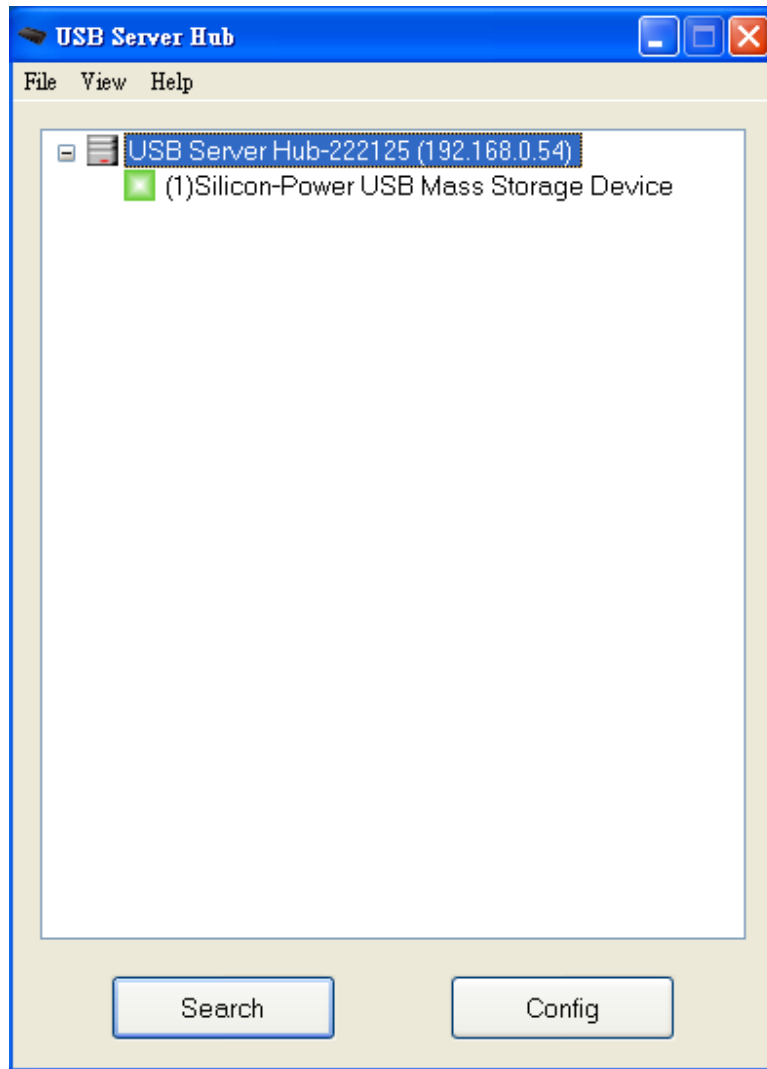 USB Server Hub
File View Help
USB Server Hub-222125 (192.168.0.54)
(1)Silicon-Power USB Mass Storage Device
Search Config